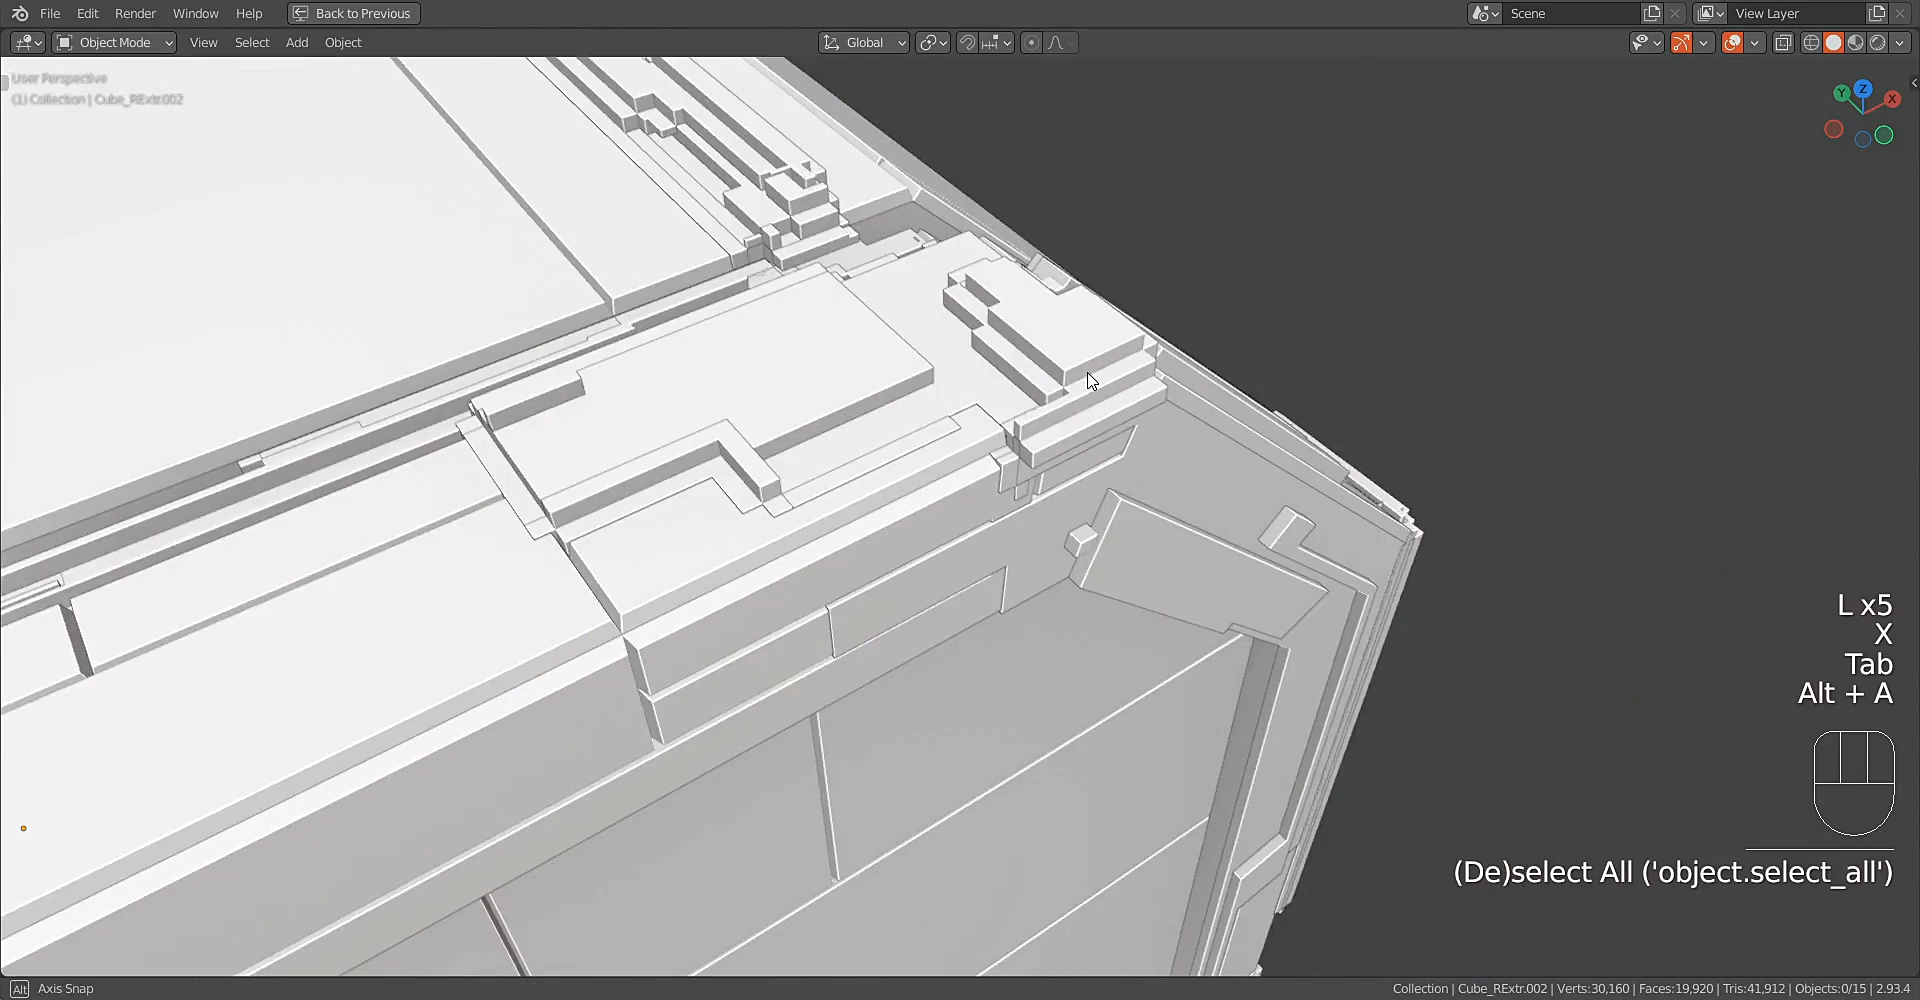 File Edit Render Window Help Back to Previous Scene View Layer
Object Mode View Select Add Object Global
User Perspective
(1) Collection | Cube_RExtr.002
Z
Y
X
L x5
X
Tab
Alt + A
(De)select All ('object.select_all')
Alt Axis Snap
Collection | Cube_RExtr.002 | Verts:30,160 | Faces:19,920 | Tris:41,912 | Objects:0/15 | 2.93.4